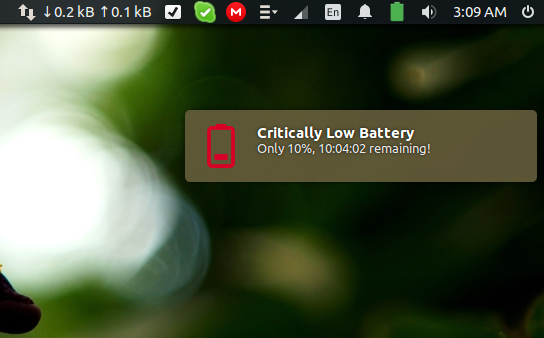 ↓0.2 kB ↑0.1 kB M En 3:09 AM
Critically Low Battery
Only 10%, 10:04:02 remaining!